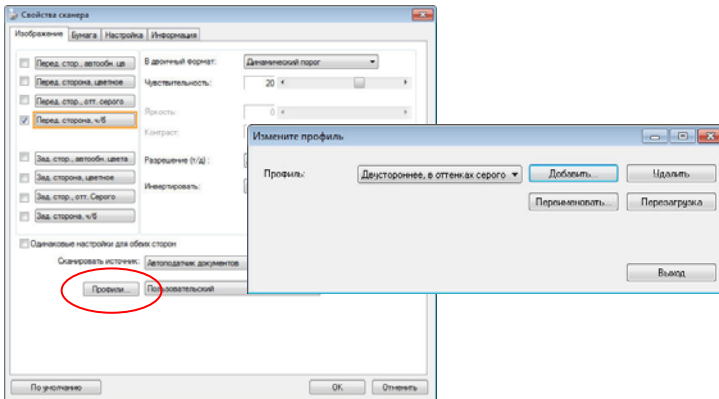 Свойства сканера
Изображение Бумага Настройка Информация
Перед. стор., автообн. цв
Перед. сторона, цветное
Перед. стор., отт. серого
Перед. сторона, ч/б
Зад. стор., автообн. цвета
Зад. сторона, цветное
Зад. стор., отт. Серого
Зад. сторона, ч/б
В двоичный формат: Динамический порог
Чувствительность: 20
Яркость: 0
Контраст:
Разрешение (т/д) :
Инвертировать:
Одинаковые настройки для обеих сторон
Сканировать источник: Автоподатчик документов
Профили... Пользовательский
По умолчанию OK Отменить
Измените профиль
Профиль: Двустороннее, в оттенках серого Добавить... Удалить
Переименовать... Перезагрузка
Выход